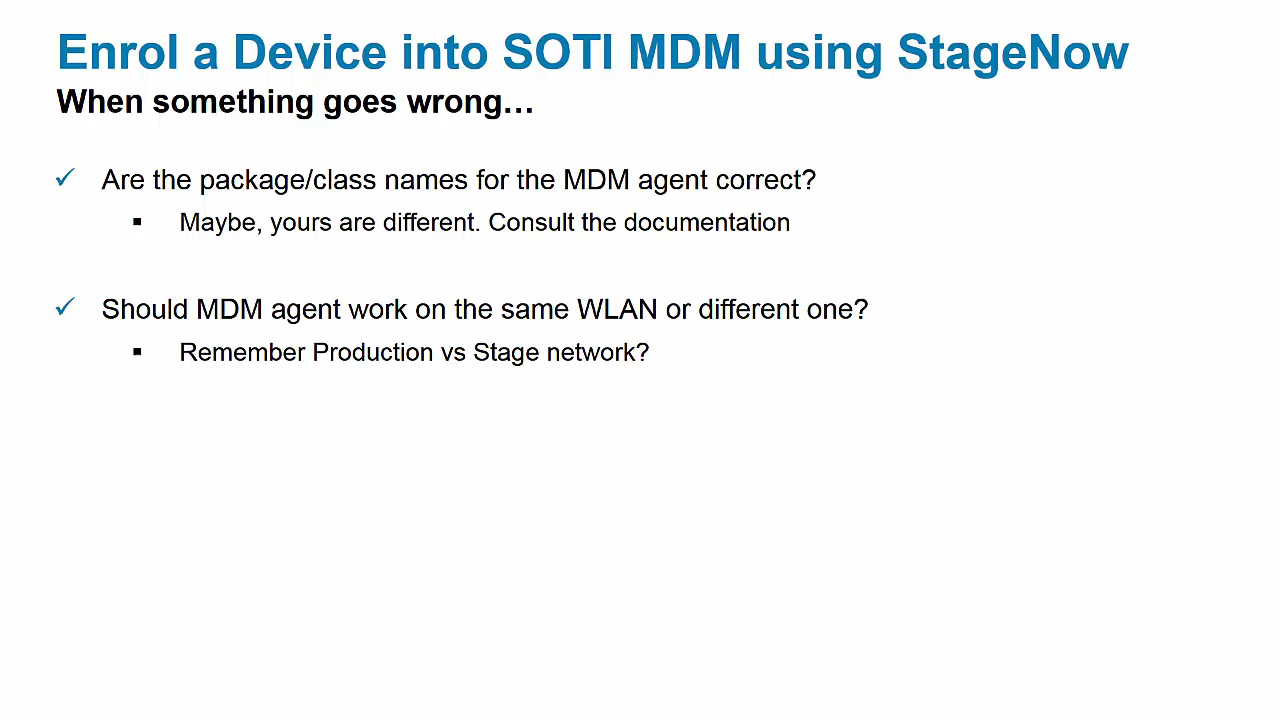 Enrol a Device into SOTI MDM using StageNow
When something goes wrong…
✓ Are the package/class names for the MDM agent correct?
▪ Maybe, yours are different. Consult the documentation
✓ Should MDM agent work on the same WLAN or different one?
▪ Remember Production vs Stage network?